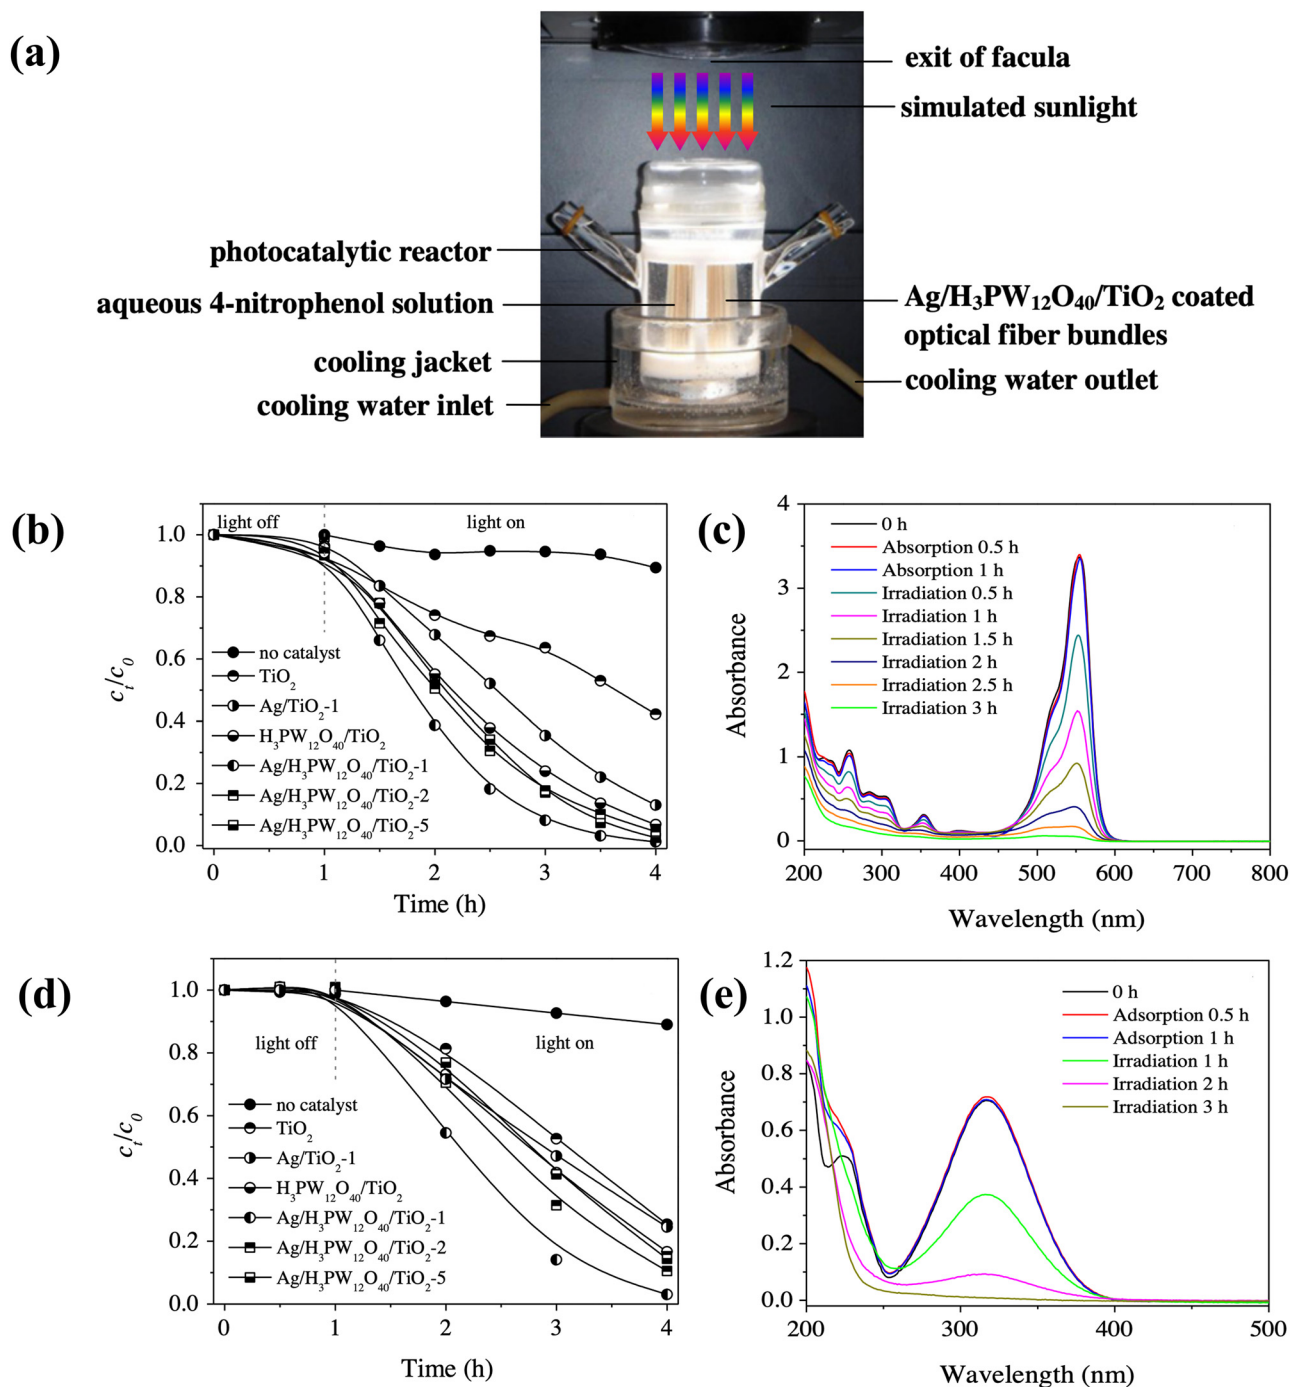 (a)
exit of facula
simulated sunlight
photocatalytic reactor
aqueous 4-nitrophenol solution
cooling jacket
cooling water inlet
Ag/H₃PW₁₂O₄₀/TiO₂ coated
optical fiber bundles
cooling water outlet
(b)
light off
light on
1.0
0.8
0.6
0.4
0.2
0.0
cₜ/c₀
no catalyst
TiO₂
Ag/TiO₂-1
H₃PW₁₂O₄₀/TiO₂
Ag/H₃PW₁₂O₄₀/TiO₂-1
Ag/H₃PW₁₂O₄₀/TiO₂-2
Ag/H₃PW₁₂O₄₀/TiO₂-5
0 1 2 3 4
Time (h)
(c)
4
3
2
1
0
Absorbance
0 h
Absorption 0.5 h
Absorption 1 h
Irradiation 0.5 h
Irradiation 1 h
Irradiation 1.5 h
Irradiation 2 h
Irradiation 2.5 h
Irradiation 3 h
200 300 400 500 600 700 800
Wavelength (nm)
(d)
1.0
0.8
0.6
0.4
0.2
0.0
cₜ/c₀
light off
light on
no catalyst
TiO₂
Ag/TiO₂-1
H₃PW₁₂O₄₀/TiO₂
Ag/H₃PW₁₂O₄₀/TiO₂-1
Ag/H₃PW₁₂O₄₀/TiO₂-2
Ag/H₃PW₁₂O₄₀/TiO₂-5
0 1 2 3 4
Time (h)
(e)
1.2
1.0
0.8
0.6
0.4
0.2
0.0
Absorbance
0 h
Adsorption 0.5 h
Adsorption 1 h
Irradiation 1 h
Irradiation 2 h
Irradiation 3 h
200 300 400 500
Wavelength (nm)